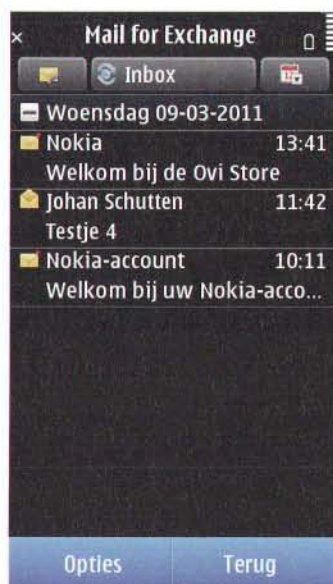 Mail for Exchange
Inbox
Woensdag 09-03-2011
Nokia 13:41
Welkom bij de Ovi Store
Johan Schutten 11:42
Testje 4
Nokia-account 10:11
Welkom bij uw Nokia-acco...
Opties Terug